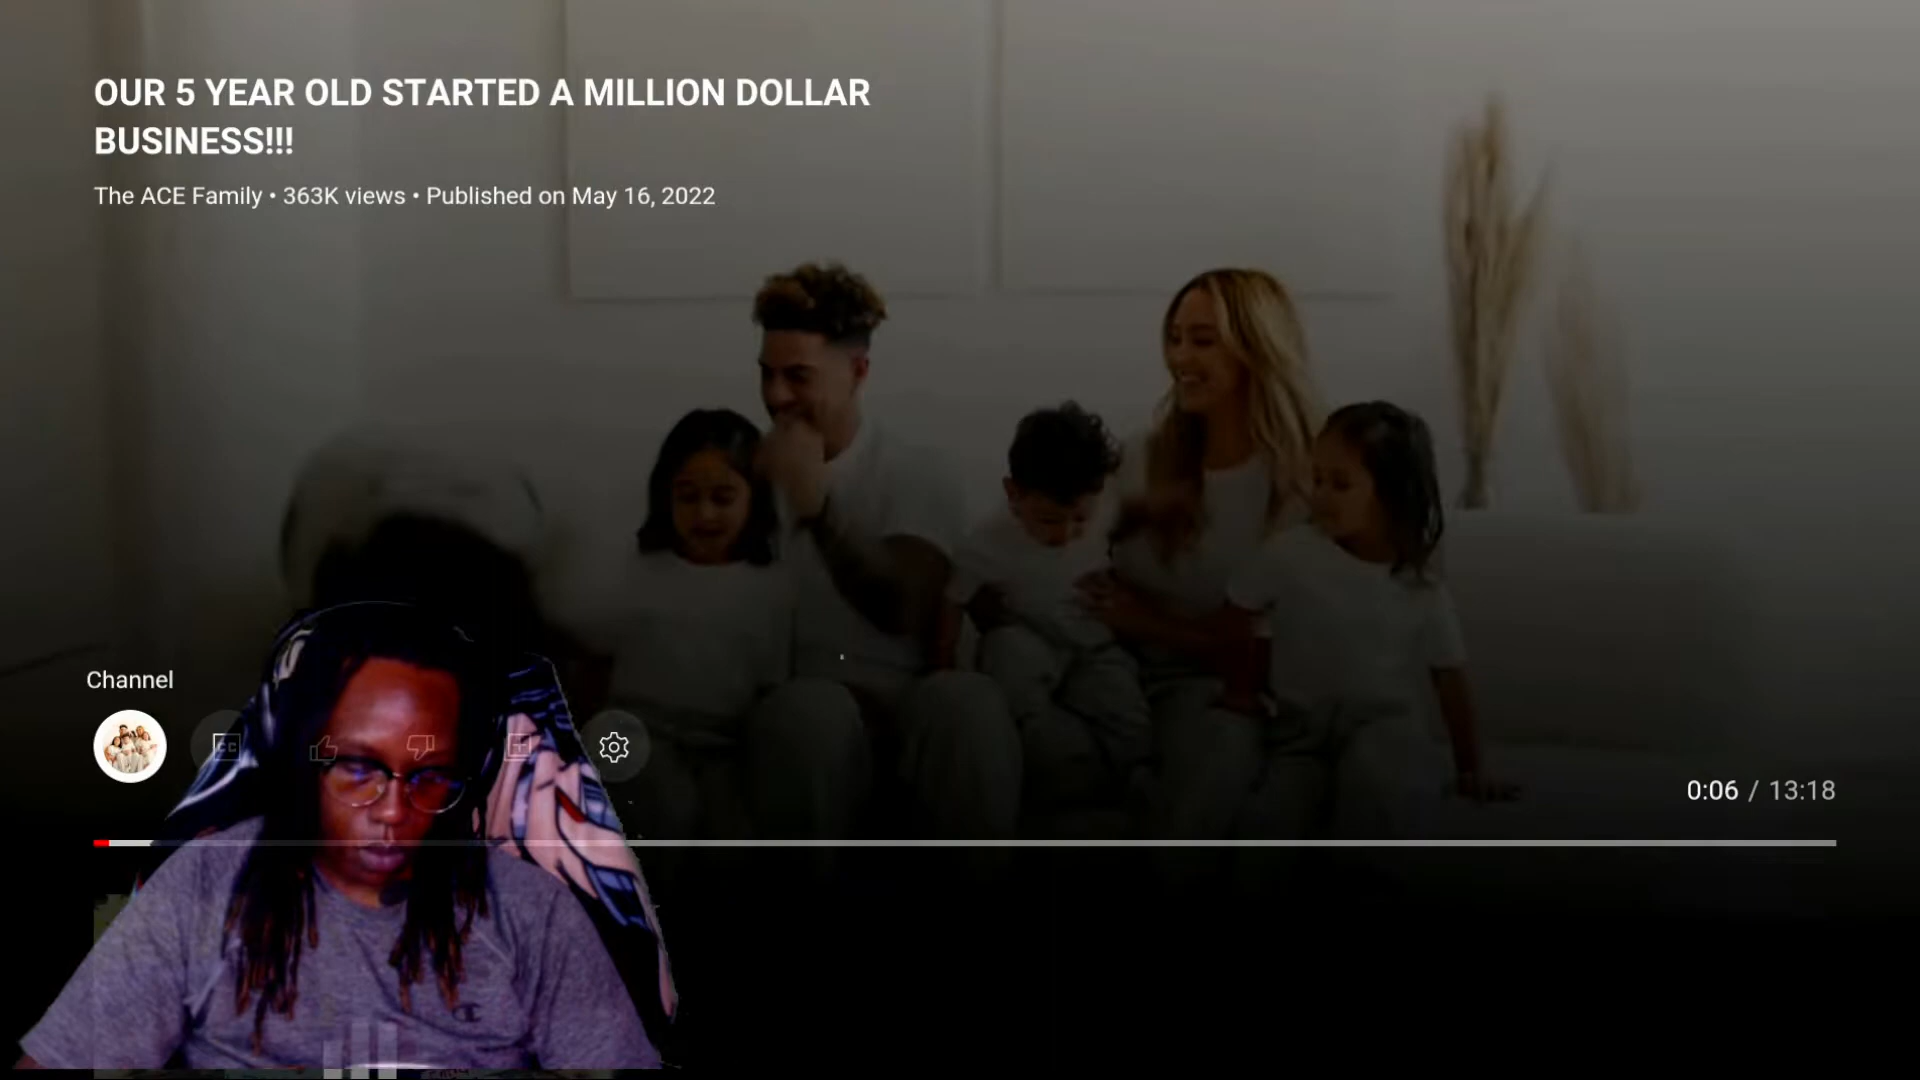 OUR 5 YEAR OLD STARTED A MILLION DOLLAR
BUSINESS!!!
The ACE Family • 363K views • Published on May 16, 2022
Channel
CC
0:06 / 13:18